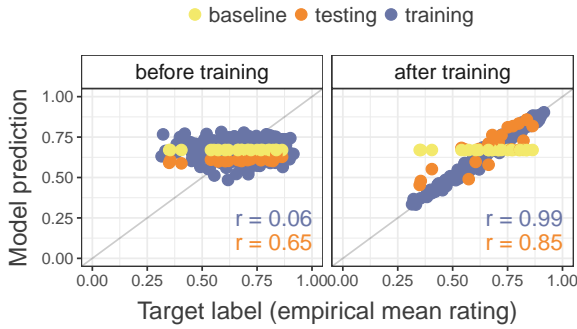 baseline testing training
before training after training
Model prediction
1.00
0.75
0.50
0.25
0.00
r = 0.06
r = 0.65
r = 0.99
r = 0.85
0.00 0.25 0.50 0.75 1.00 0.00 0.25 0.50 0.75 1.00
Target label (empirical mean rating)